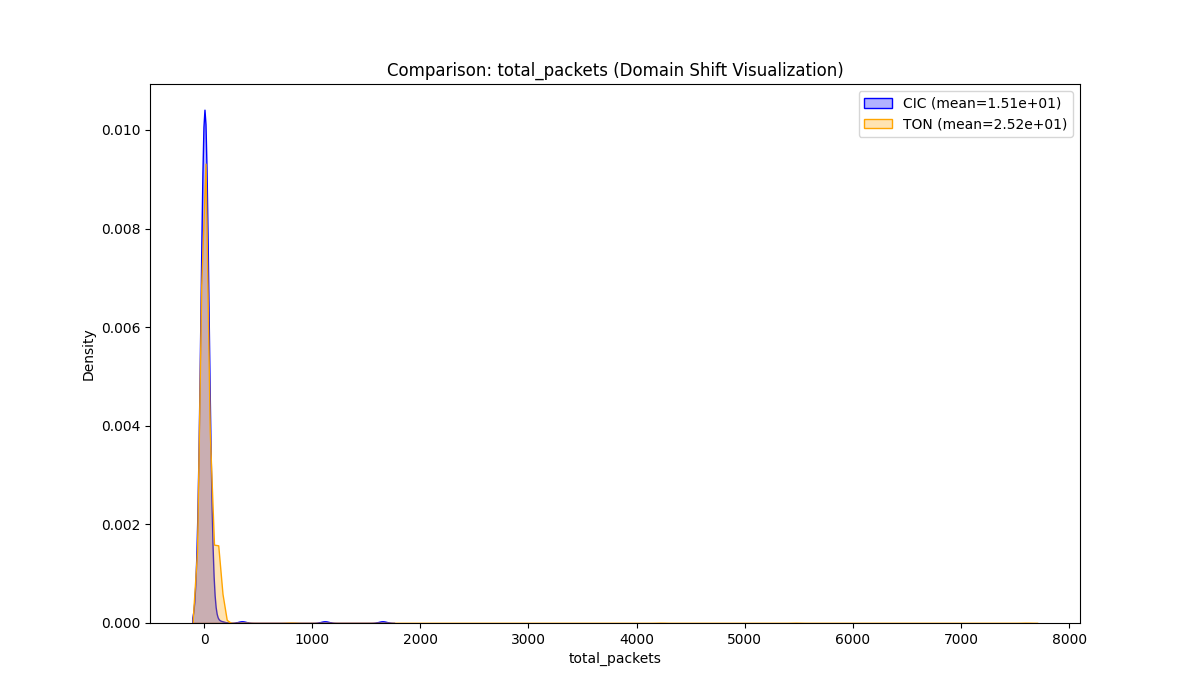 Comparison: total_packets (Domain Shift Visualization)
CIC (mean=1.51e+01)
TON (mean=2.52e+01)
0.010
0.008
0.006
0.004
0.002
0.000
Density
0 1000 2000 3000 4000 5000 6000 7000 8000
total_packets